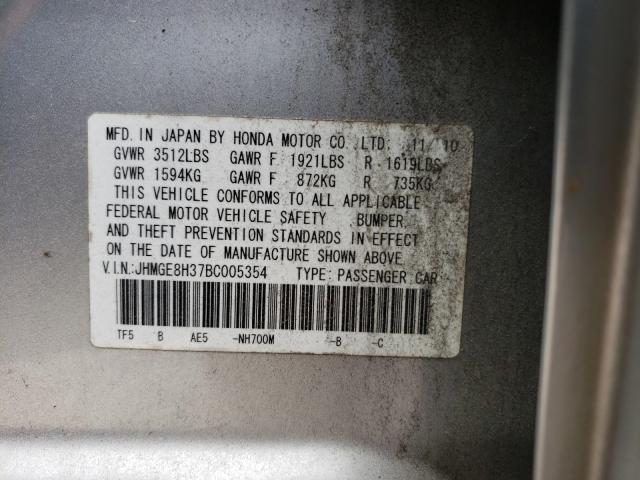 MFD. IN JAPAN BY HONDA MOTOR CO.,LTD. 11/10
GVWR 3512LBS GAWR F 1921LBS R 1619LBS
GVWR 1594KG GAWR F 872KG R 735KG
THIS VEHICLE CONFORMS TO ALL APPLICABLE
FEDERAL MOTOR VEHICLE SAFETY , BUMPER,
AND THEFT PREVENTION STANDARDS IN EFFECT
ON THE DATE OF MANUFACTURE SHOWN ABOVE.
V.I.N.:JHMGE8H37BC005354 TYPE: PASSENGER CAR
TF5 B AE5 -NH700M -B -C